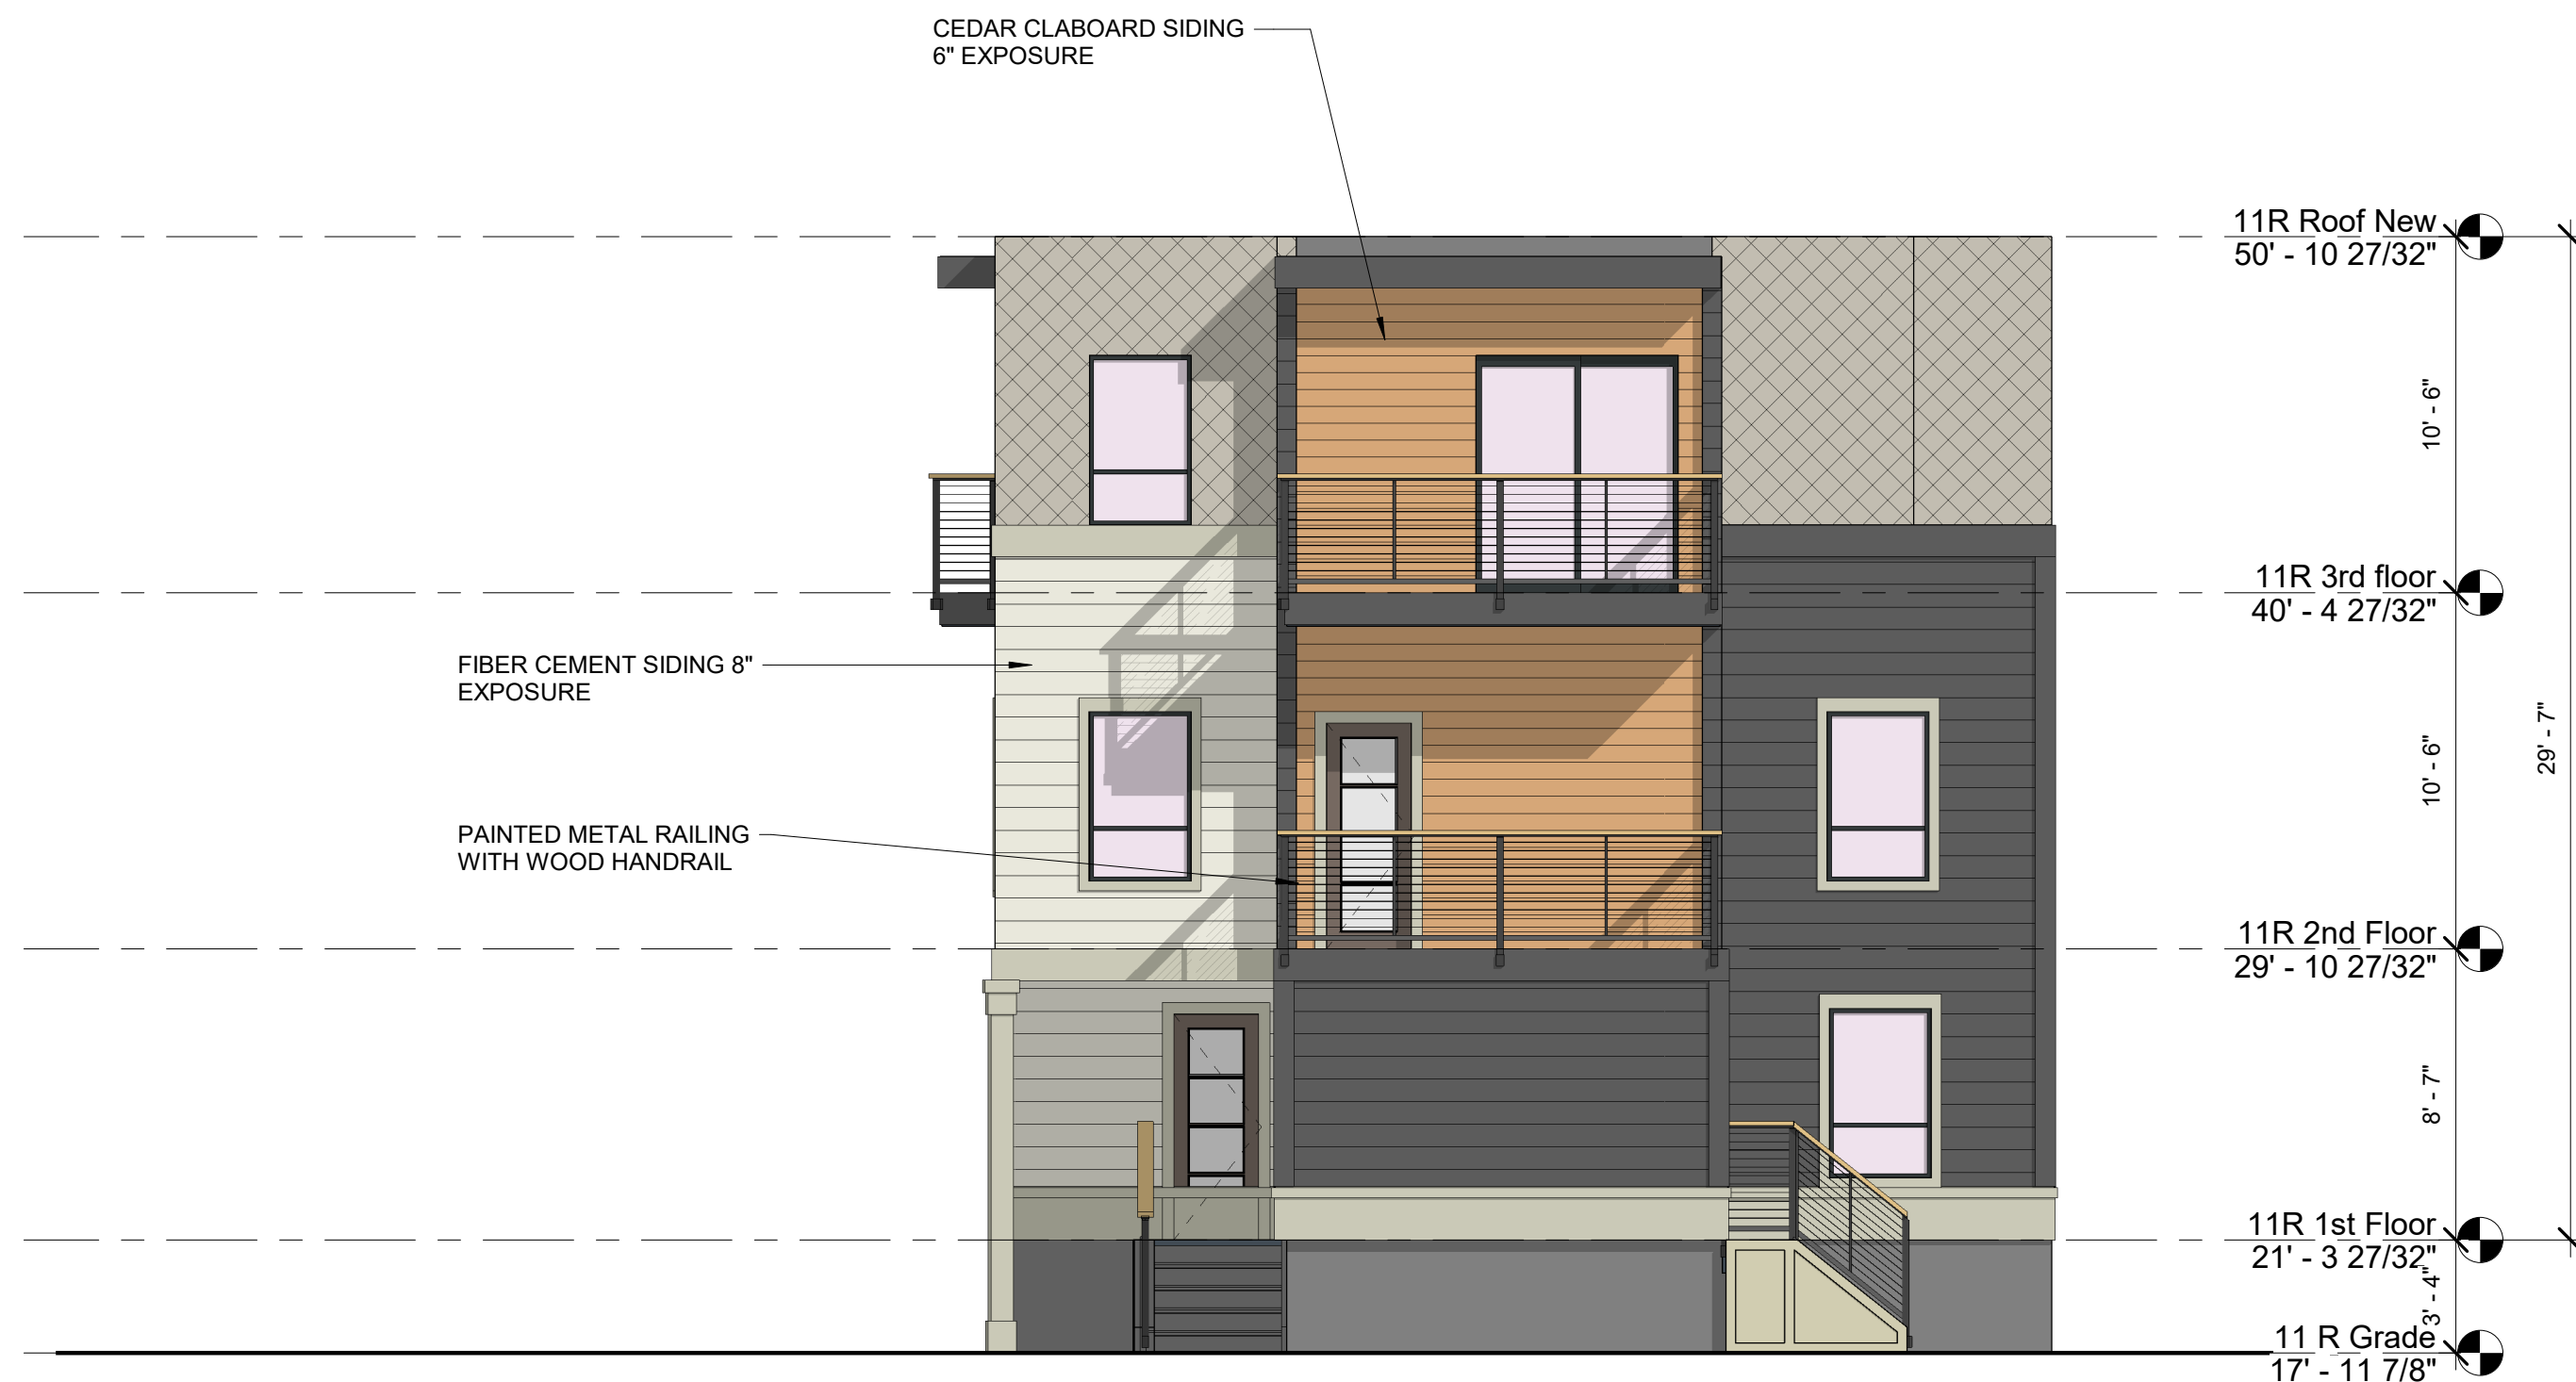 CEDAR CLABOARD SIDING
6" EXPOSURE
11R Roof New
50' - 10 27/32"
10' - 6"
11R 3rd floor
40' - 4 27/32"
FIBER CEMENT SIDING 8"
EXPOSURE
29' - 7"
10' - 6"
PAINTED METAL RAILING
WITH WOOD HANDRAIL
11R 2nd Floor
29' - 10 27/32"
8' - 7"
11R 1st Floor
21' - 3 27/32"
3' - 4"
11 R Grade
17' - 11 7/8"